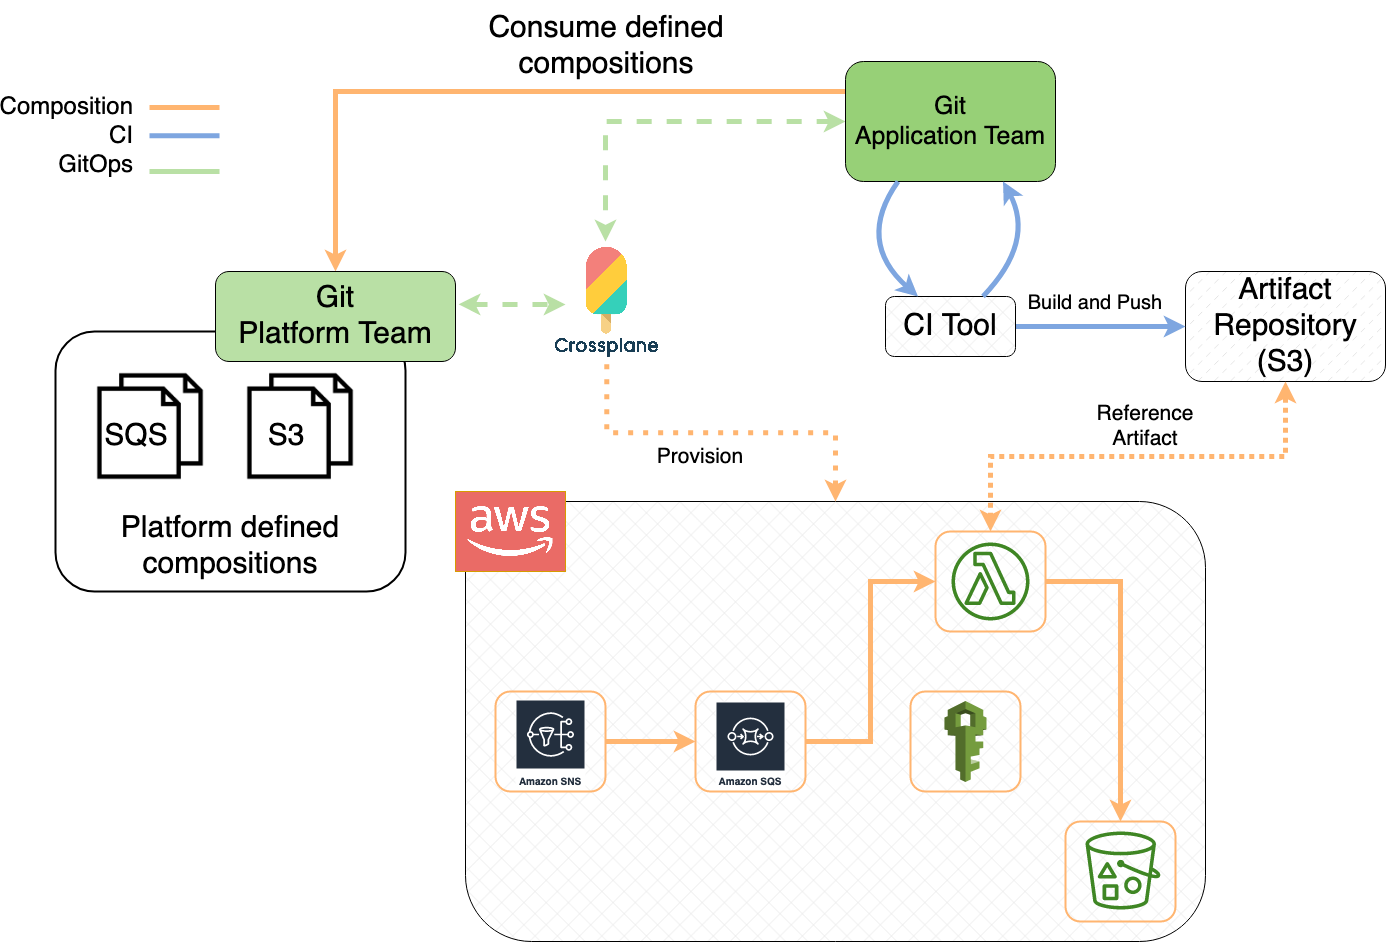 Consume defined
compositions
Composition
CI
GitOps
Git
Application Team
Git
Platform Team
Crossplane
CI Tool
Build and Push
Artifact
Repository
(S3)
SQS
S3
Platform defined
compositions
Provision
Reference
Artifact
aws
Amazon SNS
Amazon SQS